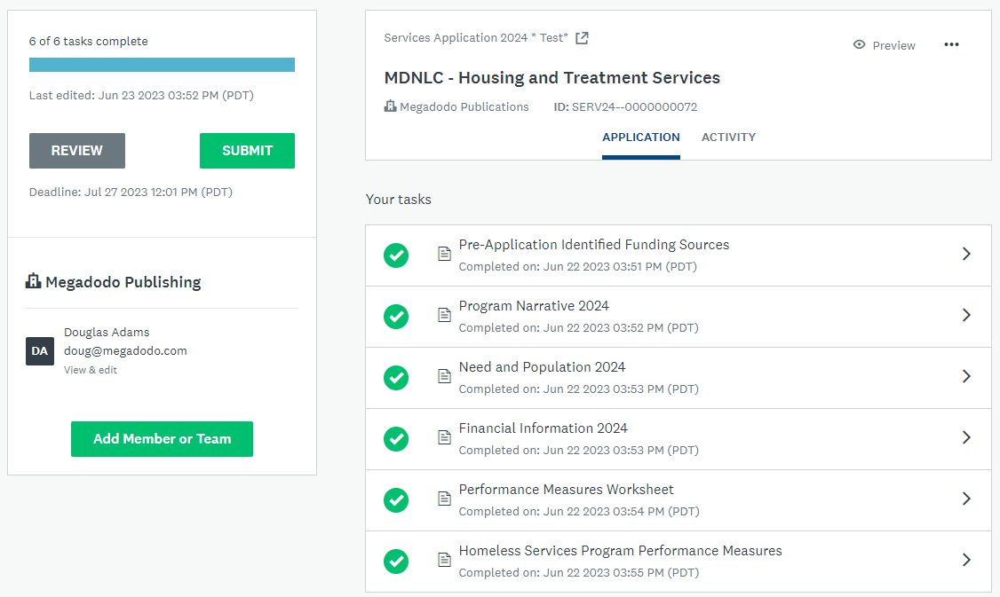 6 of 6 tasks complete
Last edited: Jun 23 2023 03:52 PM (PDT)
REVIEW
SUBMIT
Deadline: Jul 27 2023 12:01 PM (PDT)
Megadodo Publishing
DA
Douglas Adams
doug@megadodo.com
View & edit
Add Member or Team
Services Application 2024 * Test*
Preview
MDNLC - Housing and Treatment Services
Megadodo Publications
ID: SERV24--0000000072
APPLICATION
ACTIVITY
Your tasks
Pre-Application Identified Funding Sources
Completed on: Jun 22 2023 03:51 PM (PDT)
Program Narrative 2024
Completed on: Jun 22 2023 03:52 PM (PDT)
Need and Population 2024
Completed on: Jun 22 2023 03:53 PM (PDT)
Financial Information 2024
Completed on: Jun 22 2023 03:53 PM (PDT)
Performance Measures Worksheet
Completed on: Jun 22 2023 03:54 PM (PDT)
Homeless Services Program Performance Measures
Completed on: Jun 22 2023 03:55 PM (PDT)